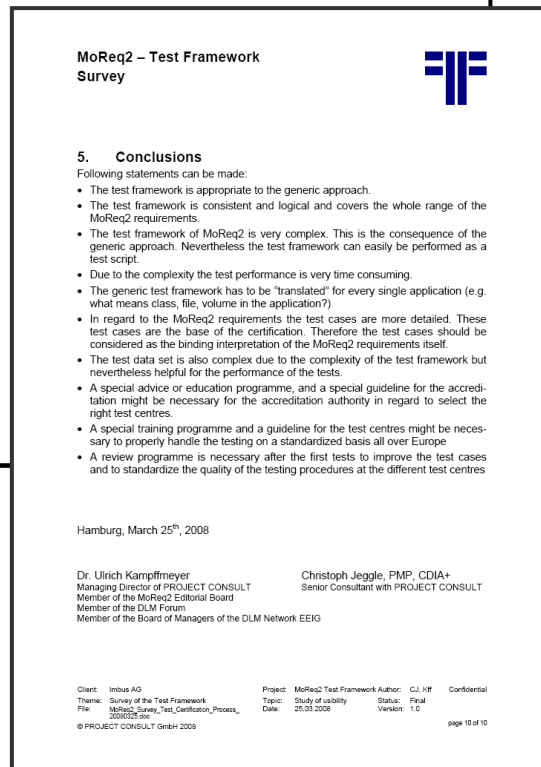 MoReq2 – Test Framework
Survey
5. Conclusions
Following statements can be made:
• The test framework is appropriate to the generic approach.
• The test framework is consistent and logical and covers the whole range of the
MoReq2 requirements.
• The test framework of MoReq2 is very complex. This is the consequence of the
generic approach. Nevertheless the test framework can easily be performed as a
test script.
• Due to the complexity the test performance is very time consuming.
• The generic test framework has to be “translated” for every single application (e.g.
what means class, file, volume in the application?)
• In regard to the MoReq2 requirements the test cases are more detailed. These
test cases are the base of the certification. Therefore the test cases should be
considered as the binding interpretation of the MoReq2 requirements itself.
• The test data set is also complex due to the complexity of the test framework but
nevertheless helpful for the performance of the tests.
• A special advice or education programme, and a special guideline for the accredi-
tation might be necessary for the accreditation authority in regard to select the
right test centres.
• A special training programme and a guideline for the test centres might be neces-
sary to properly handle the testing on a standardized basis all over Europe
• A review programme is necessary after the first tests to improve the test cases
and to standardize the quality of the testing procedures at the different test centres
Hamburg, March 25th, 2008
Dr. Ulrich Kampffmeyer Christoph Jeggle, PMP, CDIA+
Managing Director of PROJECT CONSULT Senior Consultant with PROJECT CONSULT
Member of the MoReq2 Editorial Board
Member of the DLM Forum
Member of the Board of Managers of the DLM Network EEIG
Client: Imbus AG Project: MoReq2 Test Framework Author: CJ, Kff Confidential
Theme: Survey of the Test Framework Topic: Study of usibility Status: Final
File: MoReq2_Survey_Test_Certification_Process_ Date: 25.03.2008 Version: 1.0
20080325.doc
© PROJECT CONSULT GmbH 2008 page 10 of 10